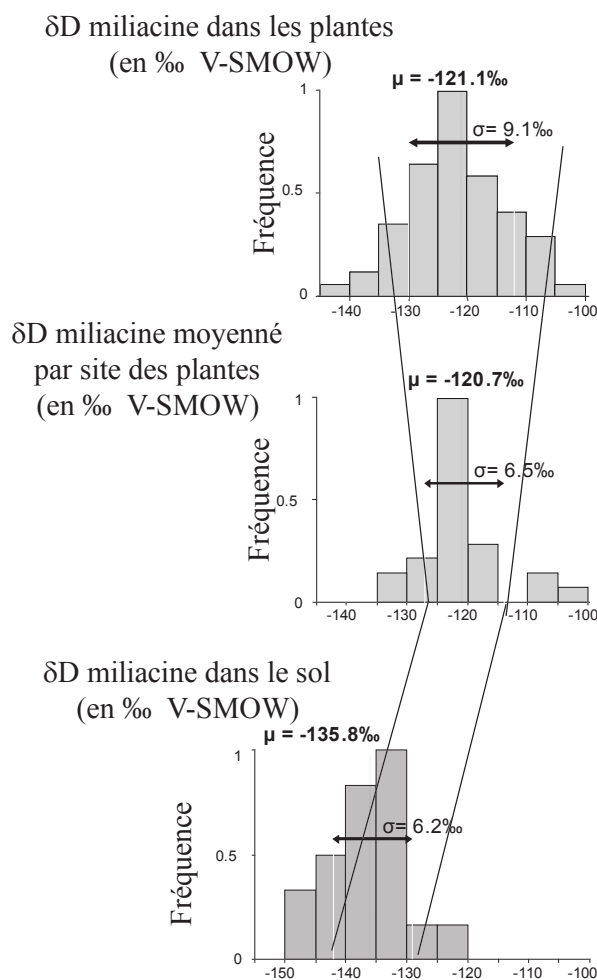 δD miliacine dans les plantes
(en ‰ V-SMOW)
μ = -121.1‰
σ= 9.1‰
Fréquence
1
0.5
0
-140 -130 -120 -110 -100
δD miliacine moyenné
par site des plantes
(en ‰ V-SMOW)
μ = -120.7‰
σ= 6.5‰
Fréquence
1
0.5
0
-140 -130 -120 -110 -100
δD miliacine dans le sol
(en ‰ V-SMOW)
μ = -135.8‰
σ= 6.2‰
Fréquence
1
0.5
0
-150 -140 -130 -120 -110 -100